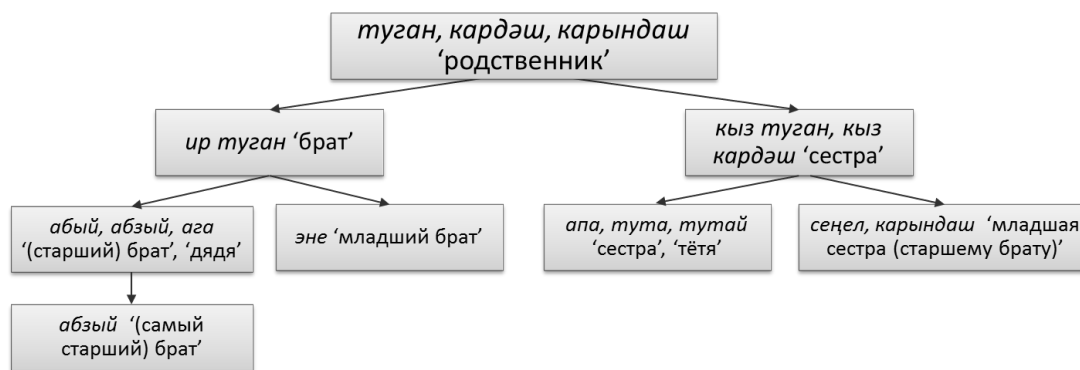 туган, кардәш, карындаш
‘родственник’
ир туган ‘брат’
кыз туган, кыз
кардәш ‘сестра’
абый, абзый, ага
‘(старший) брат’, ‘дядя’
эне ‘младший брат’
апа, тута, тутай
‘сестра’, ‘тётя’
сеңел, карындаш ‘младшая
сестра (старшему брату)’
абзый ‘(самый
старший) брат’